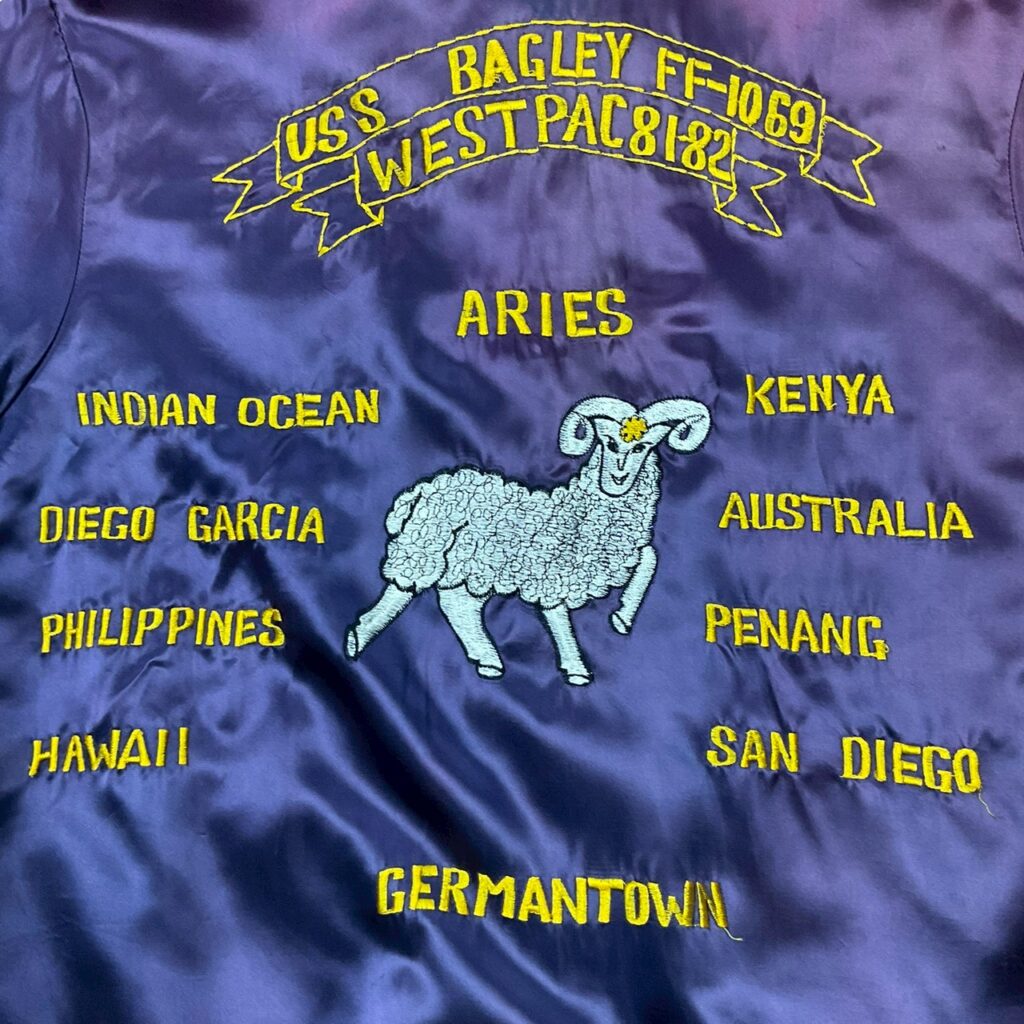 USS BAGLEY FF-1069
WESTPAC 81-82
ARIES
INDIAN OCEAN
KENYA
DIEGO GARCIA
AUSTRALIA
PHILIPPINES
PENANG
HAWAII
SAN DIEGO
GERMANTOWN